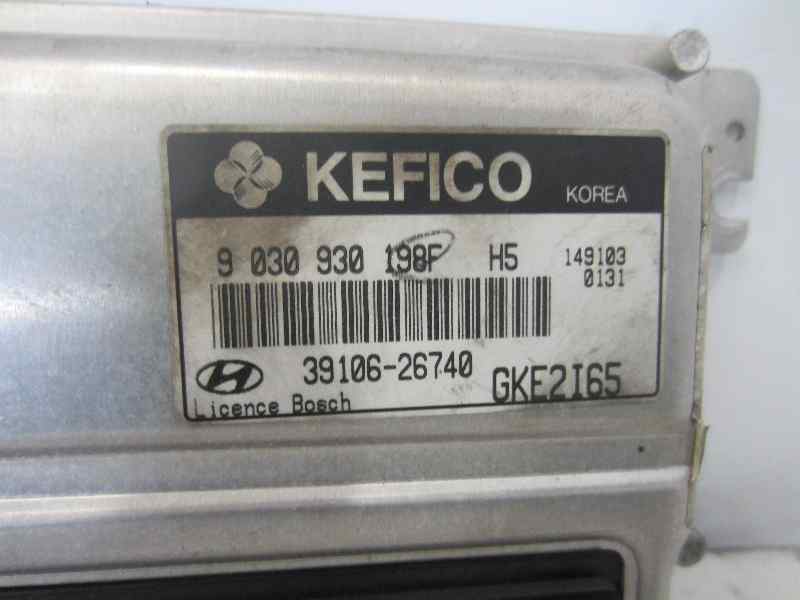 KEFICO KOREA
9 030 930 198F H5 149103
0131
39106-26740
GKE2I65
Licence Bosch